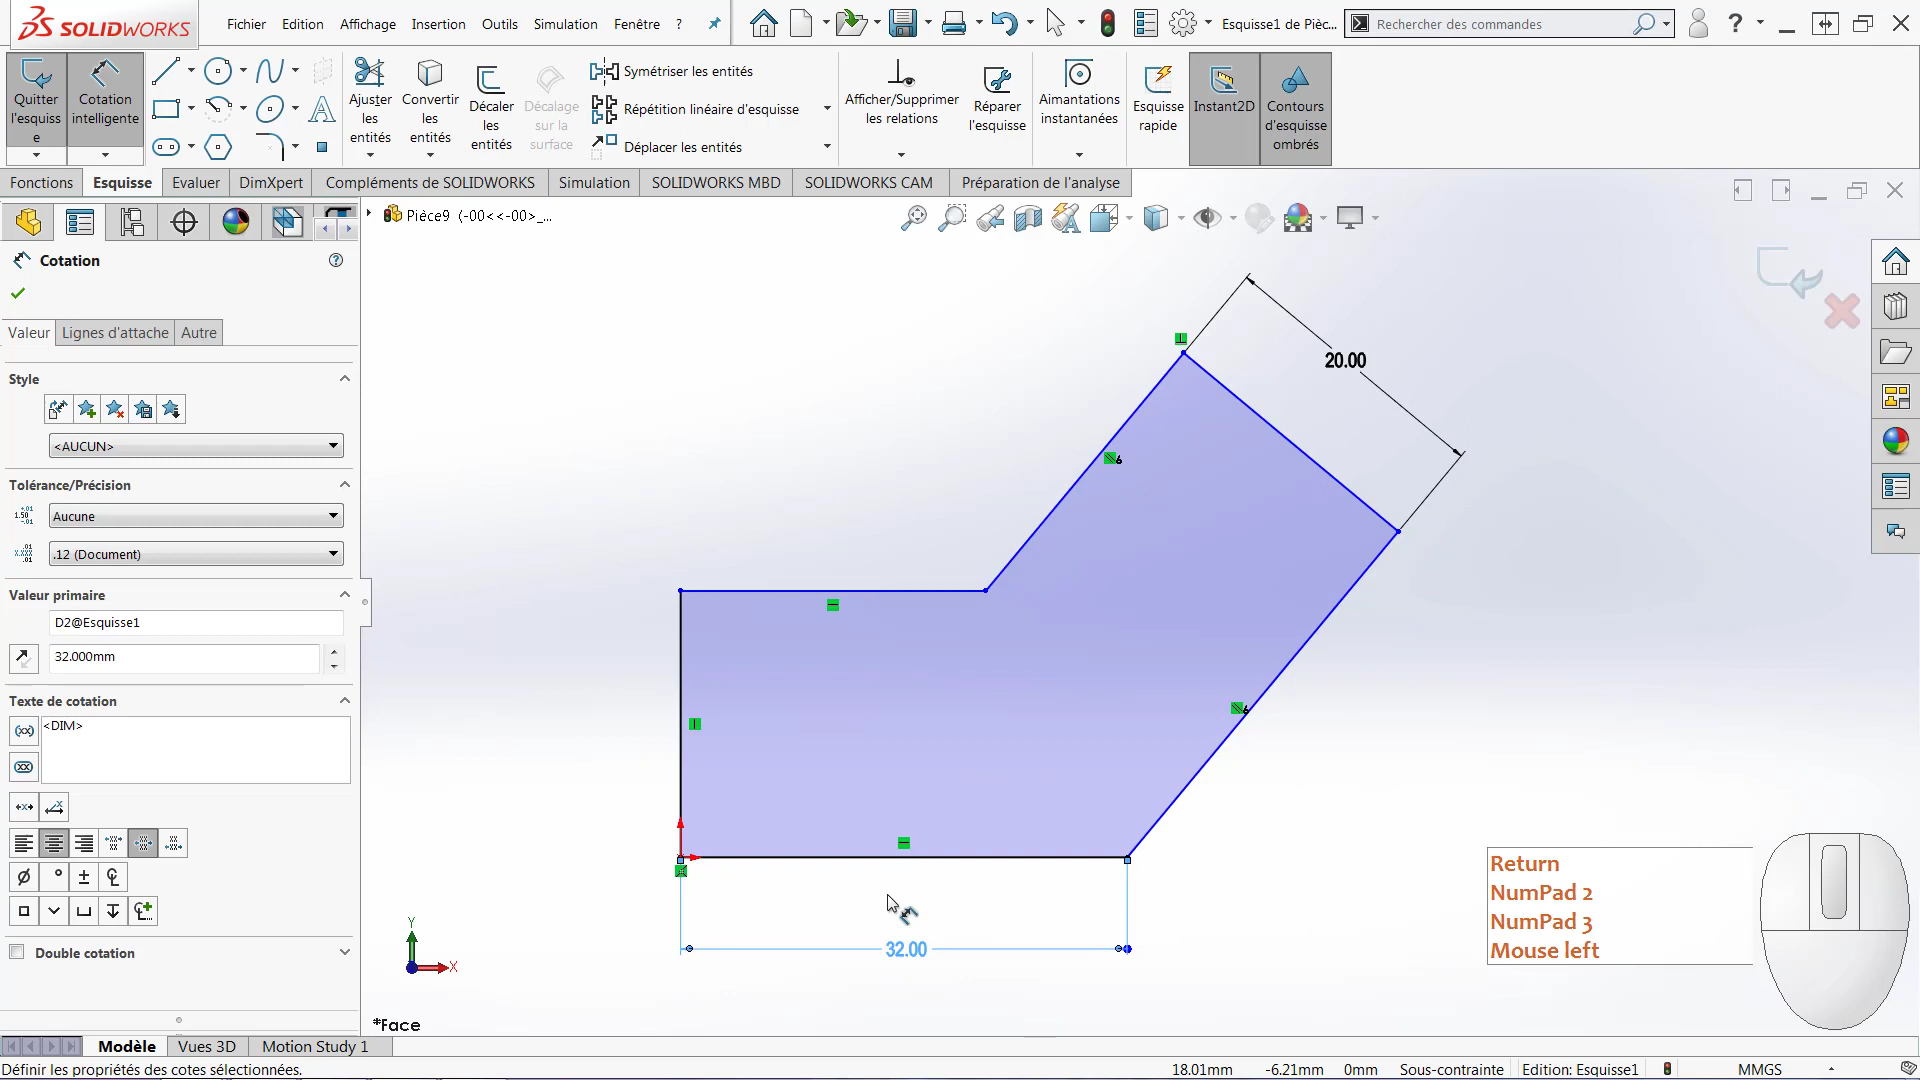 SOLIDWORKS
Fichier
Edition
Affichage
Insertion
Outils
Simulation
Fenêtre
?
Esquisse1 de Pièc...
Rechercher des commandes
?
Quitter
l'esquiss
e
Cotation
intelligente
Ajuster
les
entités
Convertir
les
entités
Décaler
les
entités
Décalage
sur la
surface
Symétriser les entités
Répétition linéaire d'esquisse
Déplacer les entités
Afficher/Supprimer
les relations
Réparer
l'esquisse
Aimantations
instantanées
Esquisse
rapide
Instant2D
Contours
d'esquisse
ombrés
Fonctions
Esquisse
Evaluer
DimXpert
Compléments de SOLIDWORKS
Simulation
SOLIDWORKS MBD
SOLIDWORKS CAM
Préparation de l'analyse
Pièce9 (-00<<-00>_...
Cotation
?
Valeur
Lignes d'attache
Autre
Style
<AUCUN>
Tolérance/Précision
Aucune
.12 (Document)
Valeur primaire
D2@Esquisse1
32.000mm
Texte de cotation
<DIM>
Double cotation
20.00
6
6
32.00
Y
X
*Face
Return
NumPad 2
NumPad 3
Mouse left
Modèle
Vues 3D
Motion Study 1
Définir les propriétés des cotes sélectionnées.
18.01mm
-6.21mm
0mm
Sous-contrainte
Edition: Esquisse1
MMGS